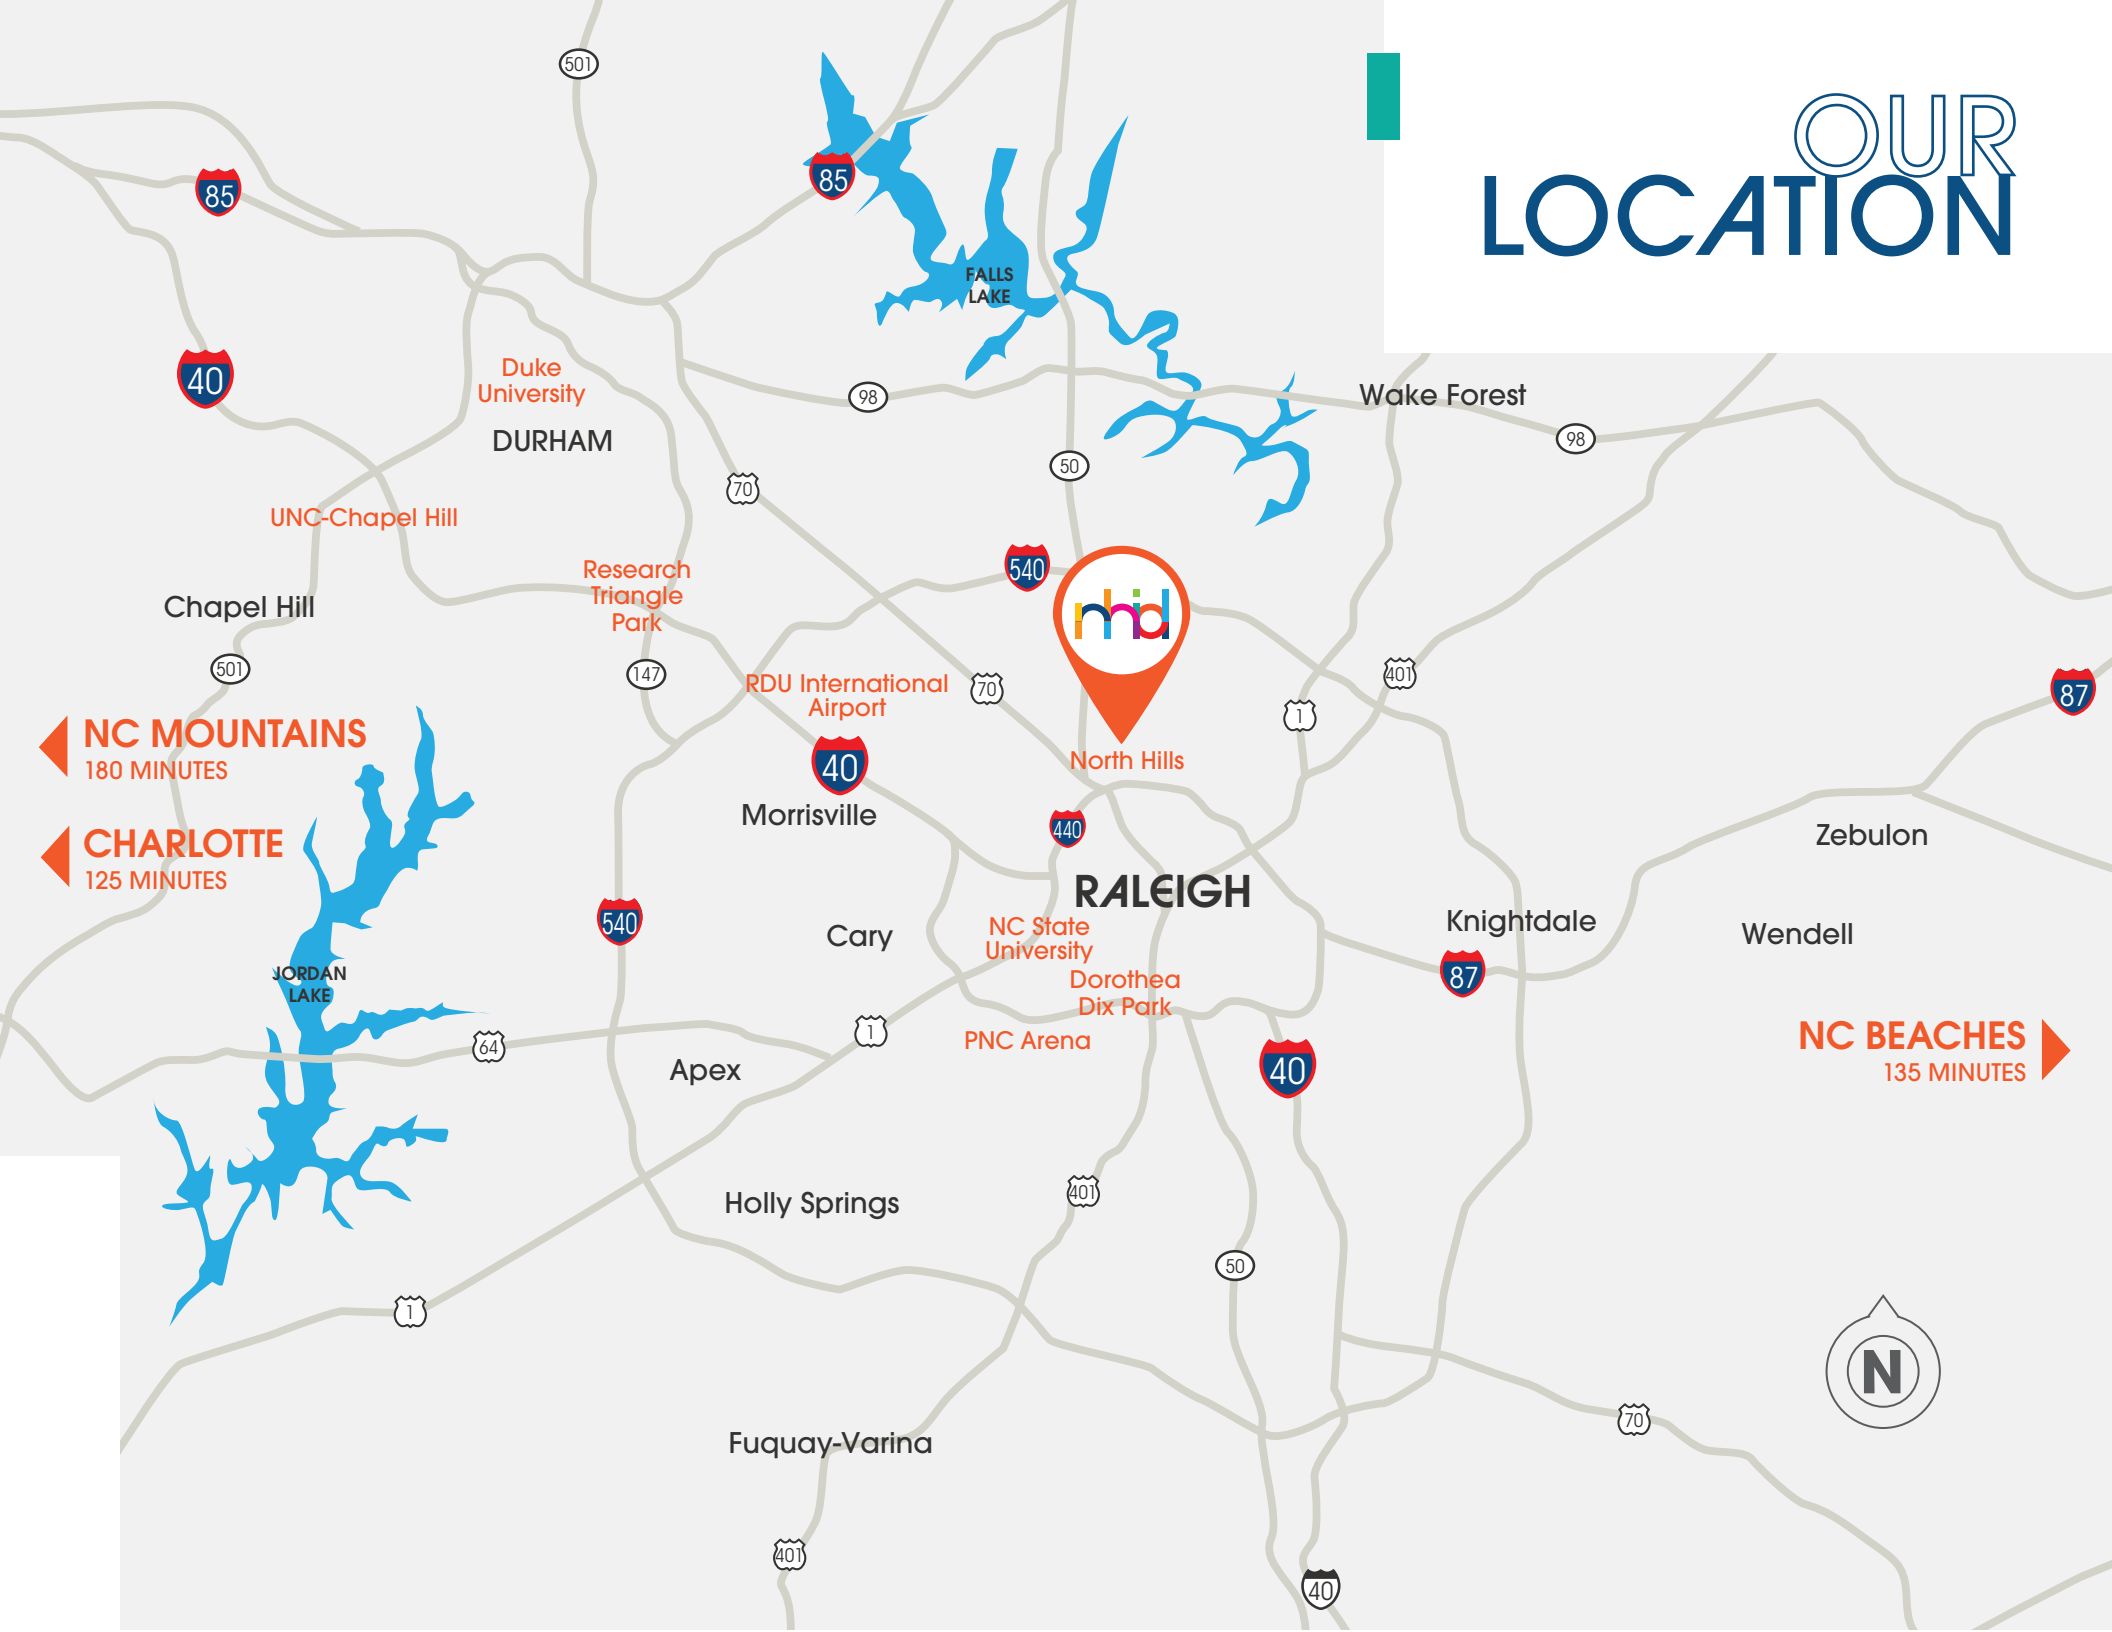 OUR
LOCATION
501
85
85
FALLS
LAKE
40
Duke
University
98
Wake Forest
98
DURHAM
50
70
UNC-Chapel Hill
540
Research
Triangle
Park
nhid
Chapel Hill
501
147
RDU International
Airport
70
401
87
1
NC MOUNTAINS
180 MINUTES
40
North Hills
Morrisville
440
CHARLOTTE
125 MINUTES
Zebulon
RALEIGH
540
Cary
NC State
University
Knightdale
Wendell
JORDAN
LAKE
Dorothea
Dix Park
87
64
1
PNC Arena
NC BEACHES
135 MINUTES
Apex
40
Holly Springs
401
50
1
N
70
Fuquay-Varina
401
40